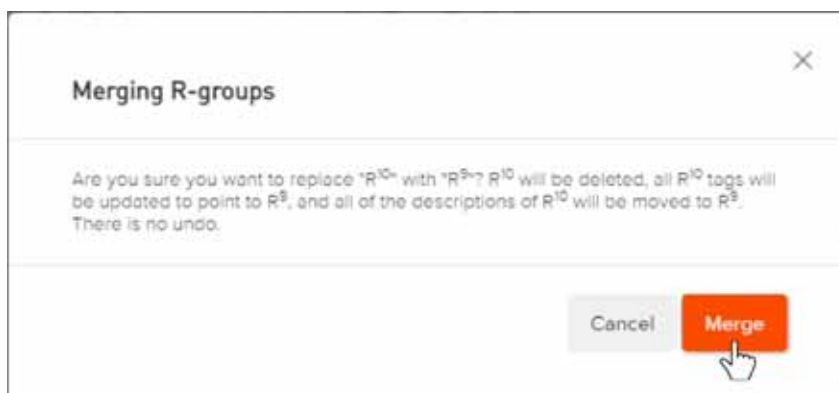 Merging R-groups
Are you sure you want to replace "R¹⁰" with "R⁹"? R¹⁰ will be deleted, all R¹⁰ tags will
be updated to point to R⁹, and all of the descriptions of R¹⁰ will be moved to R⁹.
There is no undo.
Cancel Merge